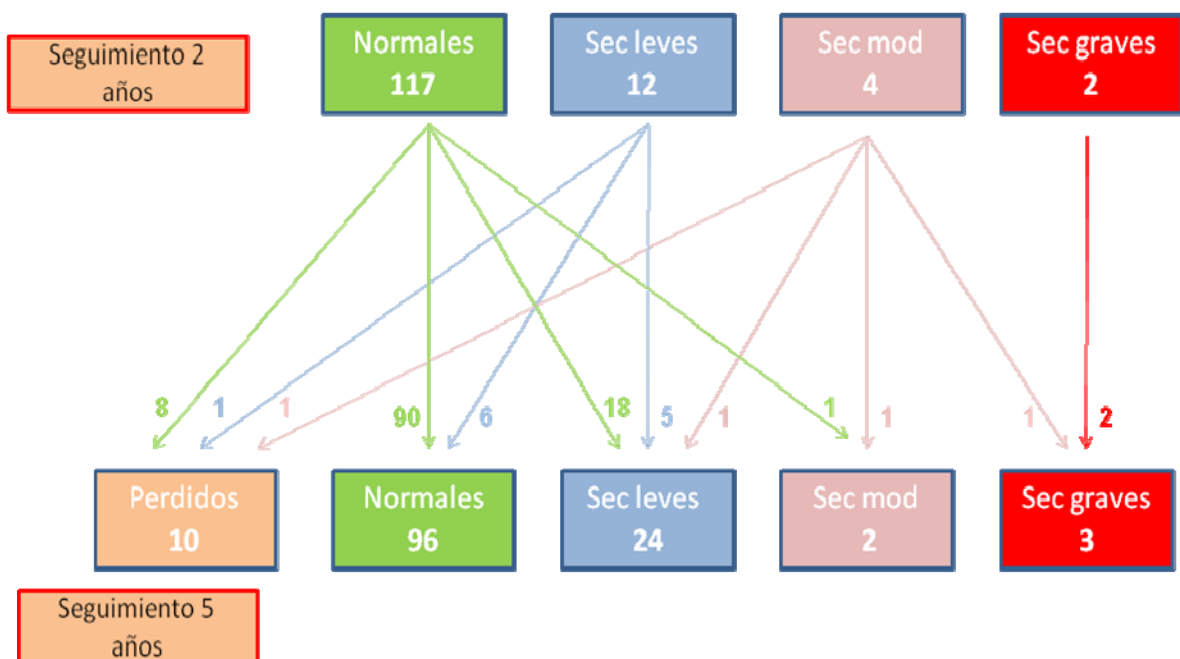 Seguimiento 2
años
Normales
117
Sec leves
12
Sec mod
4
Sec graves
2
8
1
1
90
6
18
5
1
1
1
1
2
Perdidos
10
Normales
96
Sec leves
24
Sec mod
2
Sec graves
3
Seguimiento 5
años